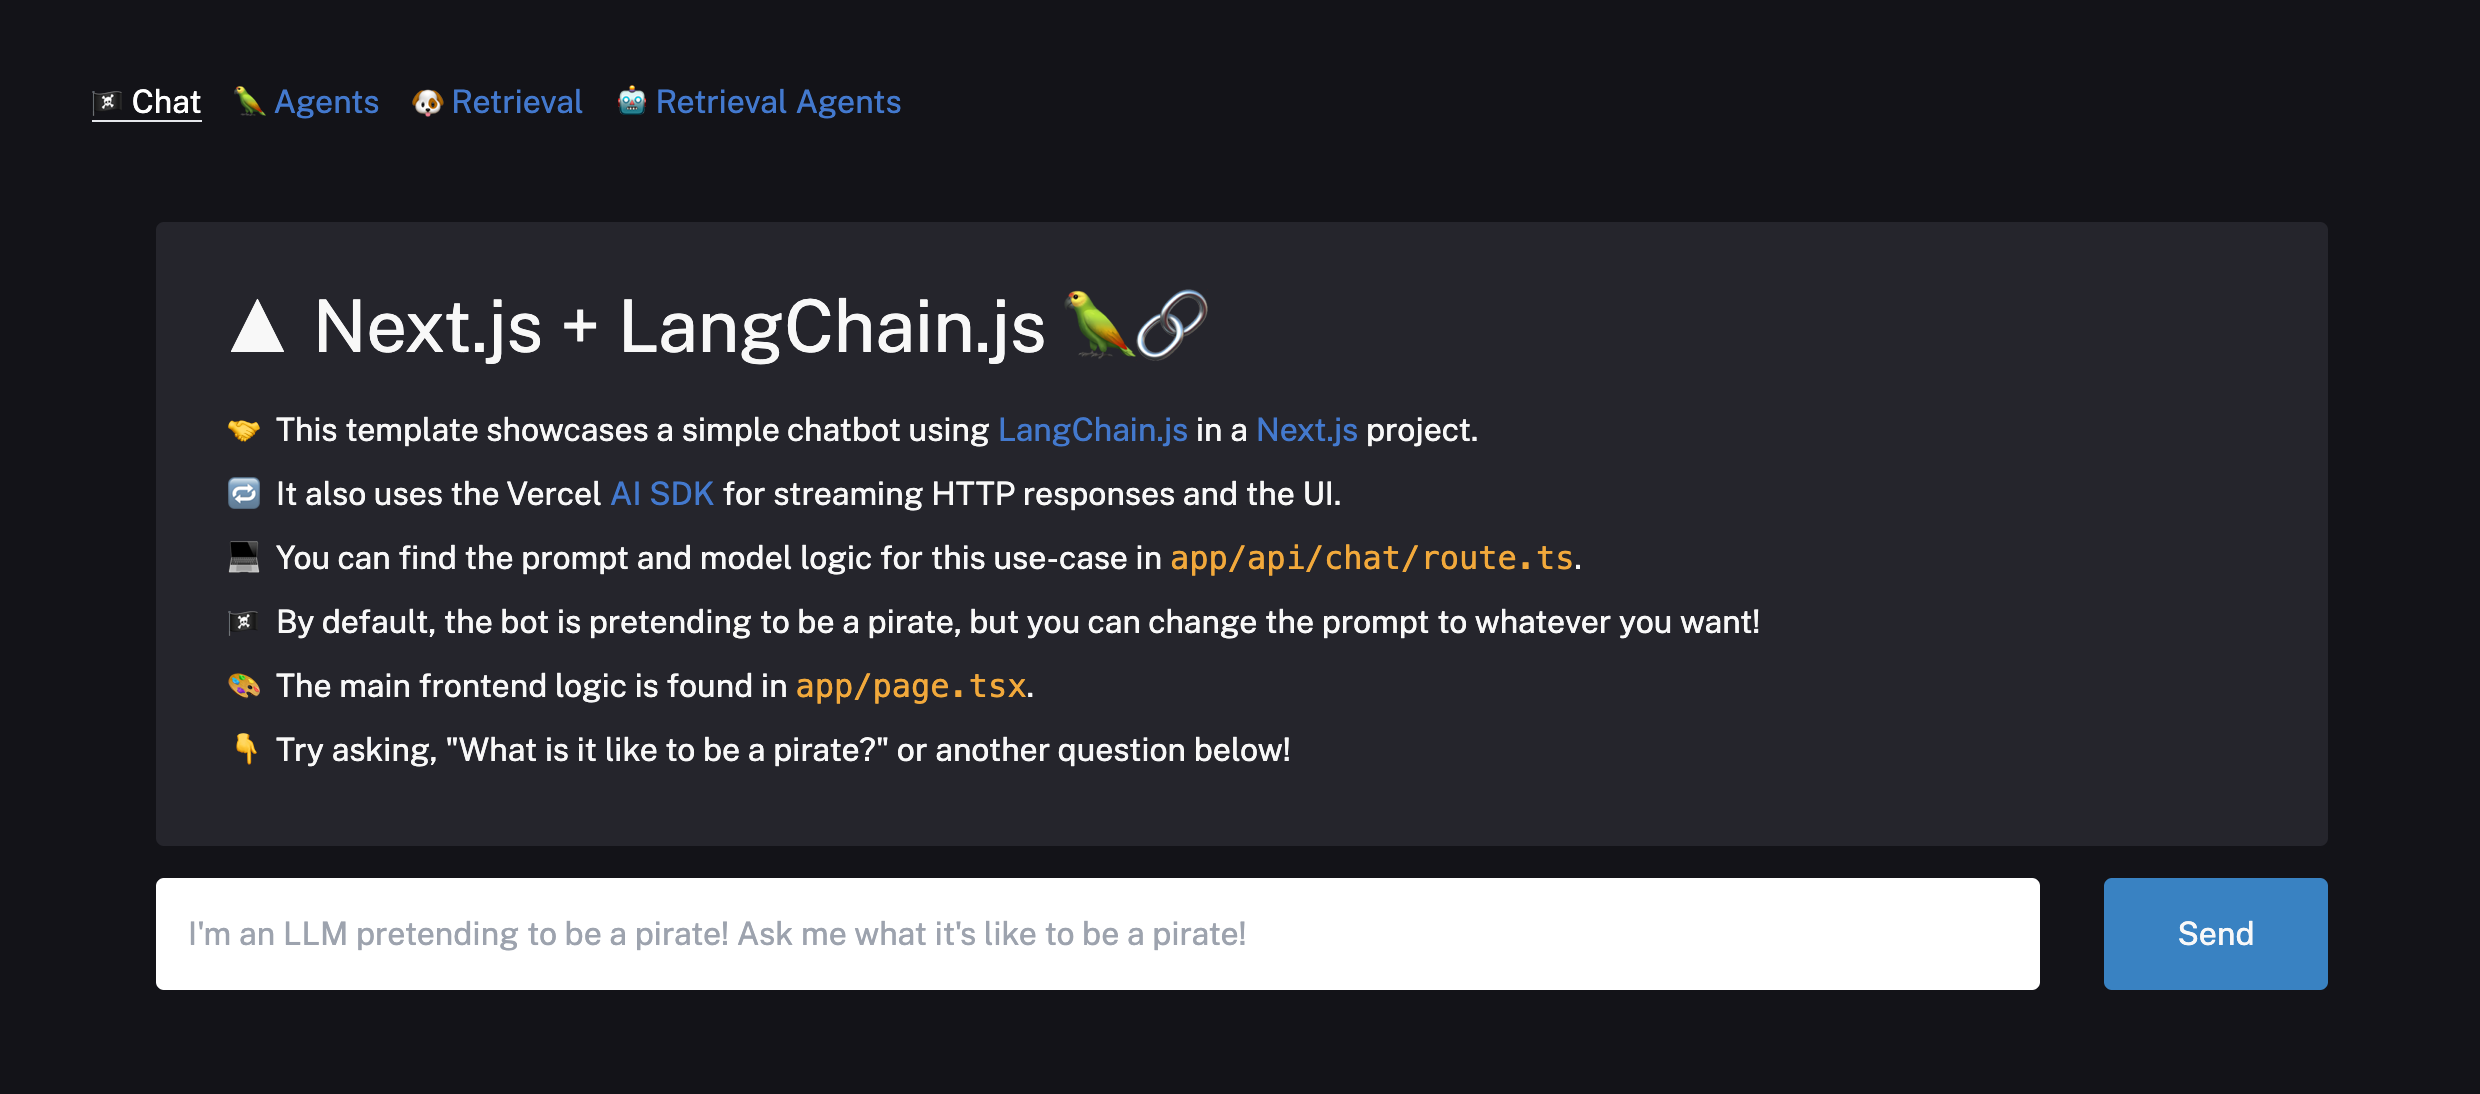 🏴‍☠️ Chat 🦜 Agents 🐶 Retrieval 🤖 Retrieval Agents
▲ Next.js + LangChain.js 🦜🔗
🤝 This template showcases a simple chatbot using LangChain.js in a Next.js project.
🔁 It also uses the Vercel AI SDK for streaming HTTP responses and the UI.
💻 You can find the prompt and model logic for this use-case in app/api/chat/route.ts.
🏴‍☠️ By default, the bot is pretending to be a pirate, but you can change the prompt to whatever you want!
🎨 The main frontend logic is found in app/page.tsx.
👇 Try asking, "What is it like to be a pirate?" or another question below!
I'm an LLM pretending to be a pirate! Ask me what it's like to be a pirate!
Send